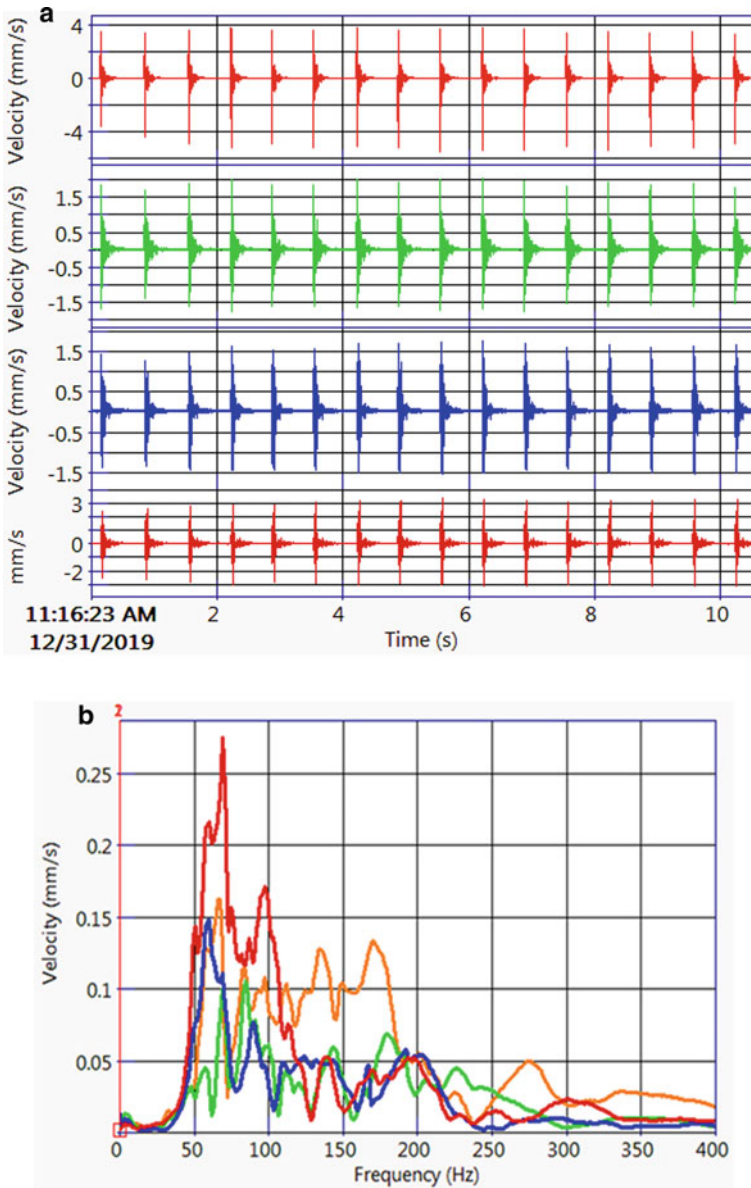 a
Velocity (mm/s)
4
0
-4
Velocity (mm/s)
1.5
0.5
-0.5
-1.5
Velocity (mm/s)
1.5
0.5
-0.5
-1.5
mm/s
3
0
-2
11:16:23 AM 2 4 6 8 10
12/31/2019 Time (s)
b
2
Velocity (mm/s)
0.25
0.2
0.15
0.1
0.05
0 50 100 150 200 250 300 350 400
Frequency (Hz)